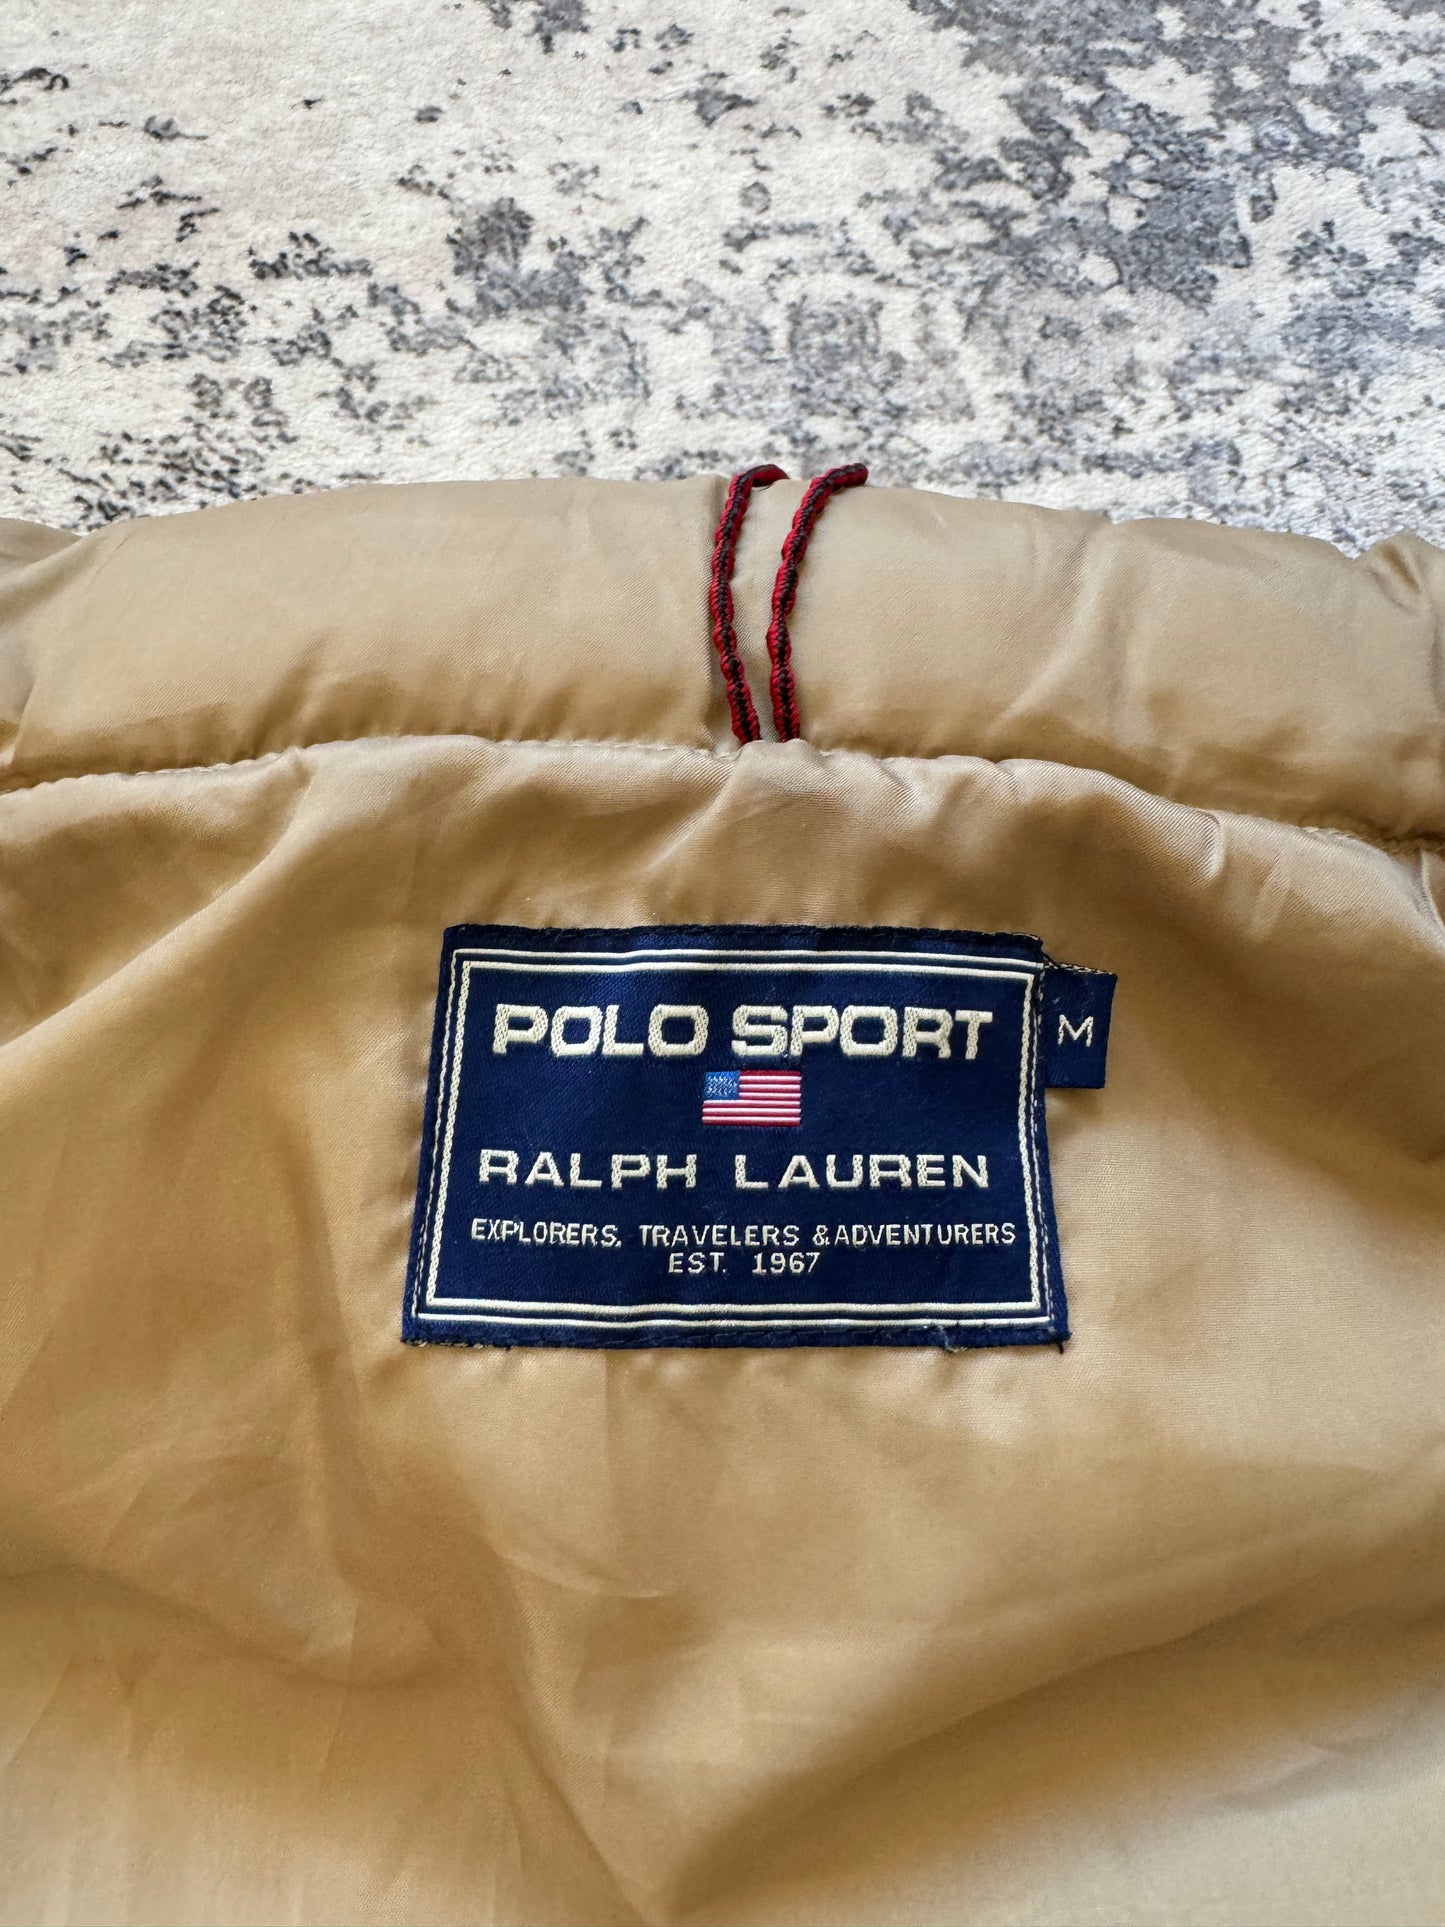 POLO SPORT
M
RALPH LAUREN
EXPLORERS, TRAVELERS & ADVENTURERS
EST. 1967